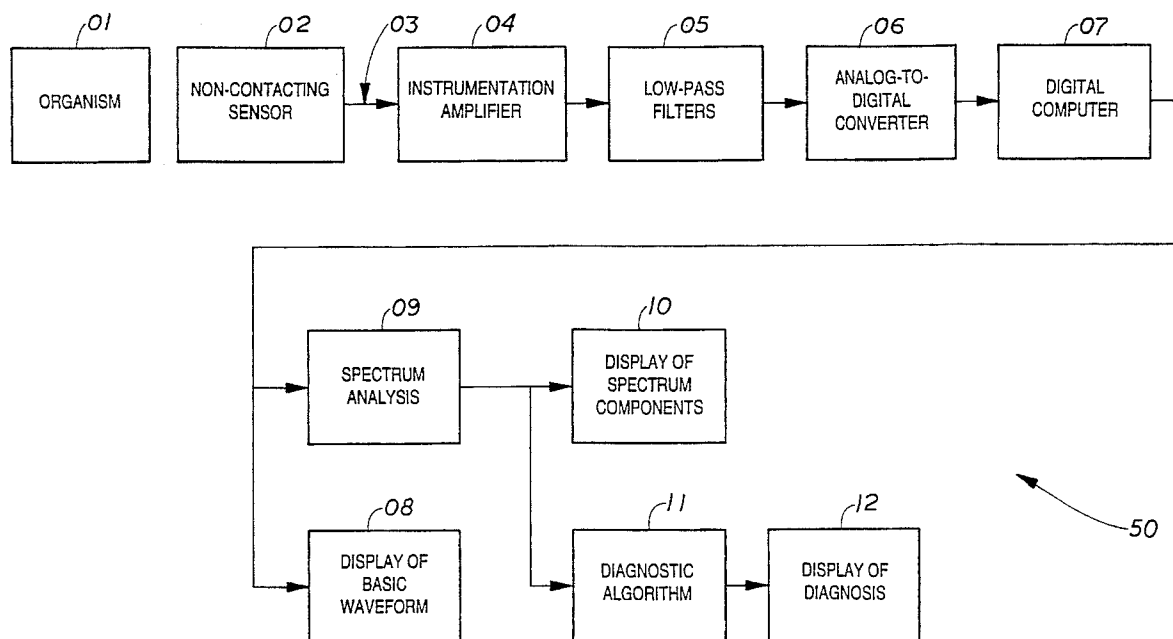 01
02
03
04
05
06
07
ORGANISM
NON-CONTACTING
SENSOR
INSTRUMENTATION
AMPLIFIER
LOW-PASS
FILTERS
ANALOG-TO-
DIGITAL
CONVERTER
DIGITAL
COMPUTER
09
10
SPECTRUM
ANALYSIS
DISPLAY OF
SPECTRUM
COMPONENTS
08
11
12
50
DISPLAY OF
BASIC
WAVEFORM
DIAGNOSTIC
ALGORITHM
DISPLAY OF
DIAGNOSIS